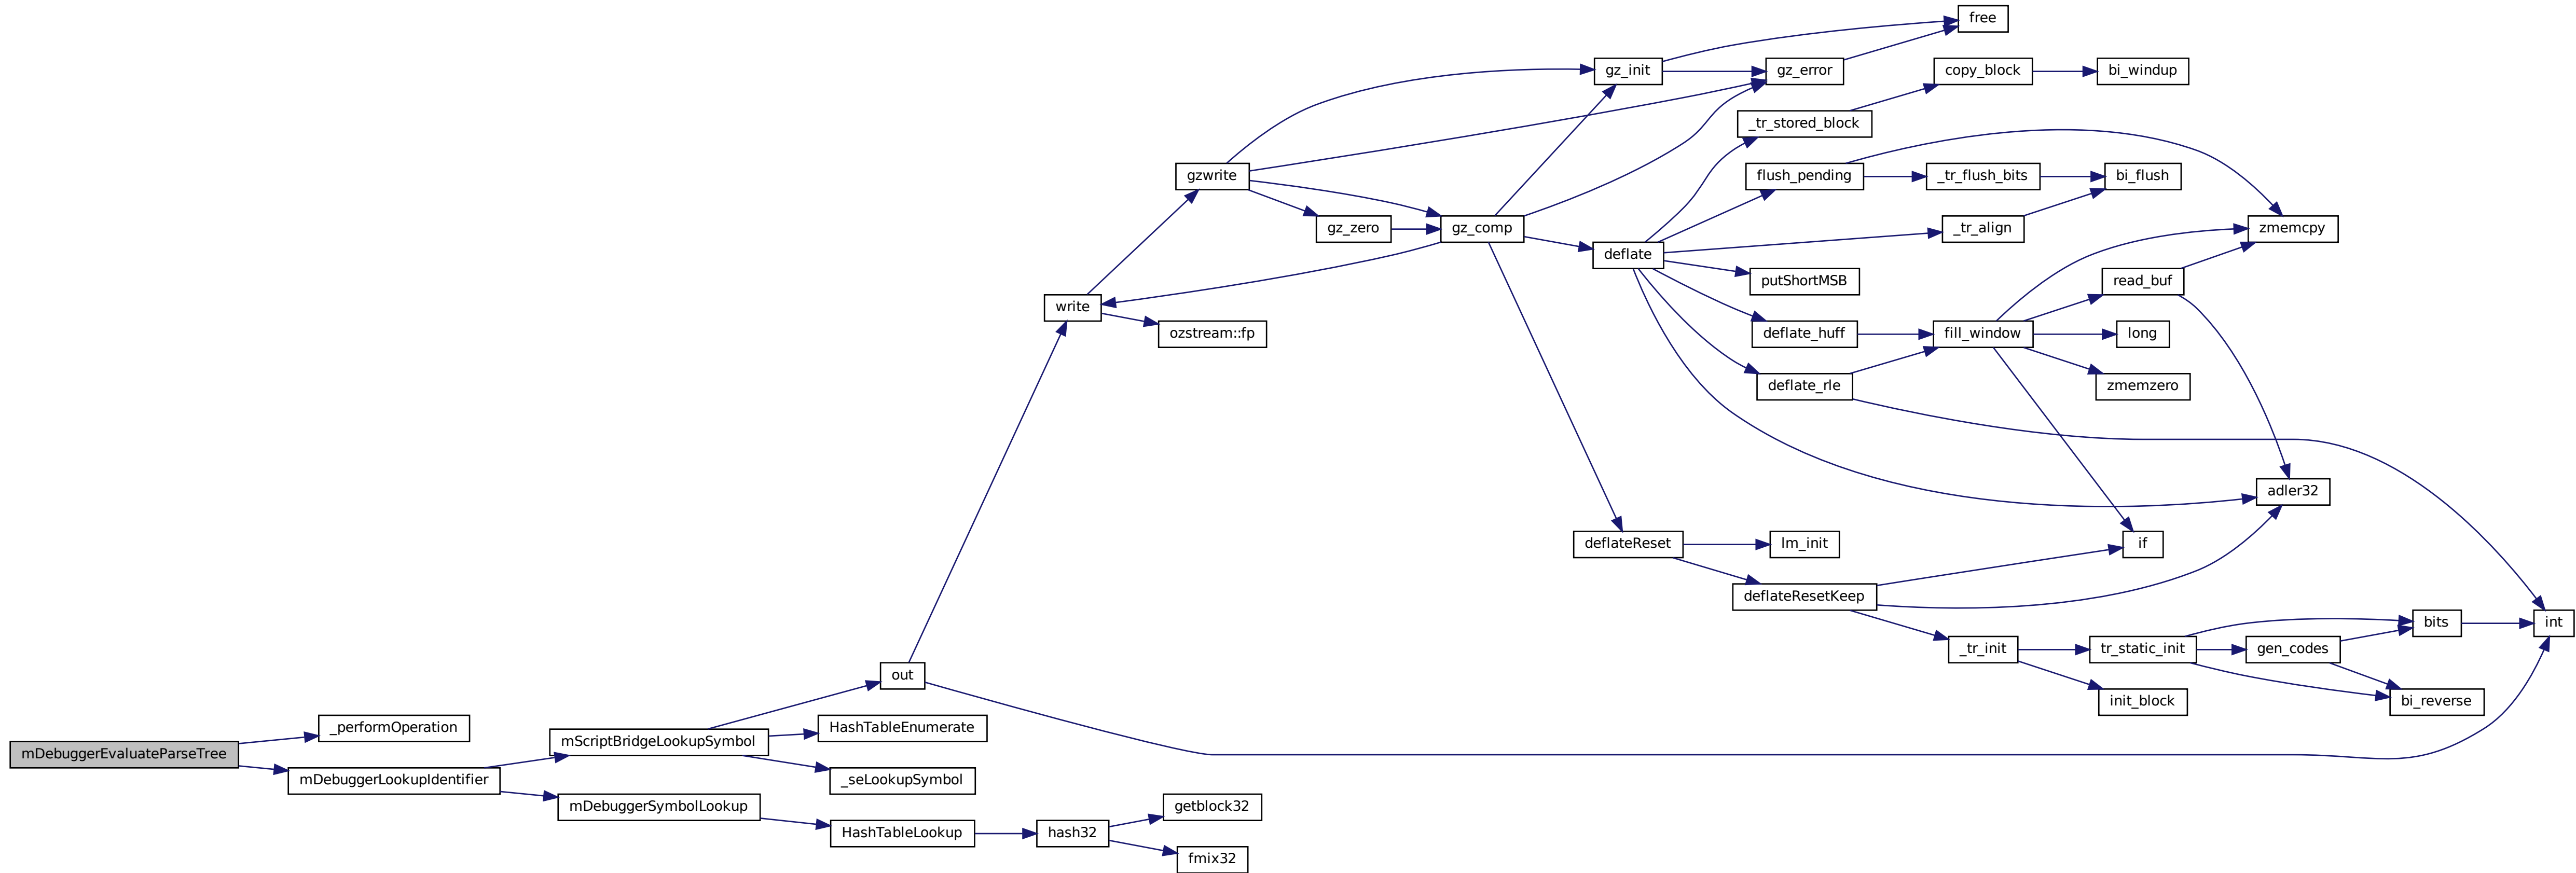 free
gz_init
gz_error
copy_block
bi_windup
_tr_stored_block
gzwrite
flush_pending
_tr_flush_bits
bi_flush
gz_zero
gz_comp
_tr_align
zmemcpy
deflate
putShortMSB
read_buf
write
ozstream::fp
deflate_huff
fill_window
long
deflate_rle
zmemzero
adler32
deflateReset
lm_init
if
deflateResetKeep
bits
int
_tr_init
tr_static_init
gen_codes
out
init_block
bi_reverse
_performOperation
HashTableEnumerate
mScriptBridgeLookupSymbol
mDebuggerEvaluateParseTree
mDebuggerLookupIdentifier
_seLookupSymbol
mDebuggerSymbolLookup
getblock32
HashTableLookup
hash32
fmix32